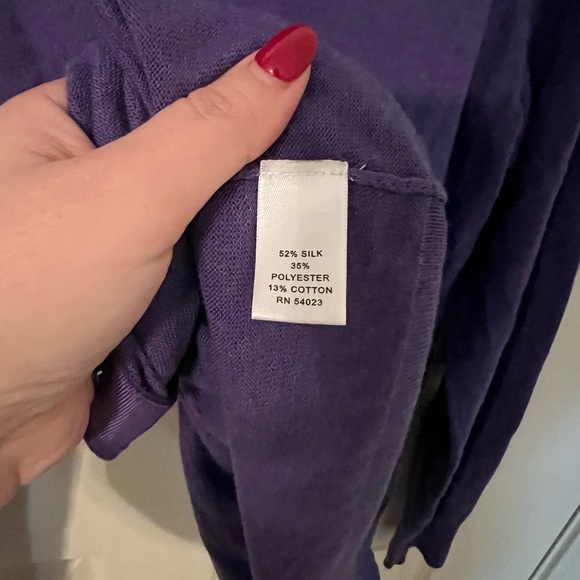 52% SILK
35%
POLYESTER
13% COTTON
RN 54023